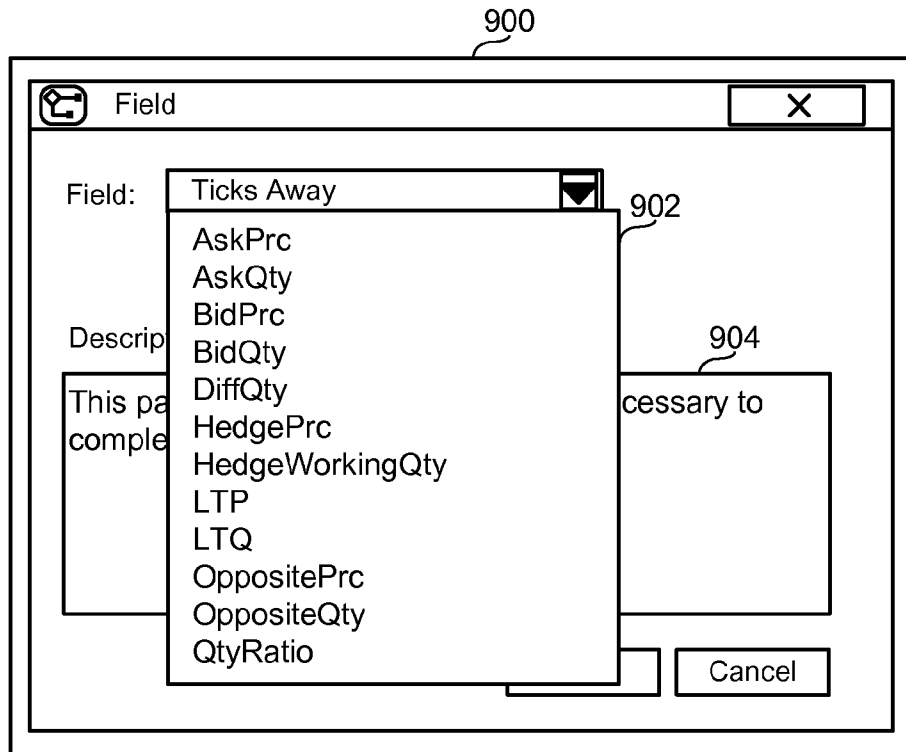 900
Field
X
Field: Ticks Away
902
AskPrc
AskQty
BidPrc
Descrip
BidQty
904
DiffQty
This pa cessary to
HedgePrc
comple
HedgeWorkingQty
LTP
LTQ
OppositePrc
OppositeQty
QtyRatio
Cancel